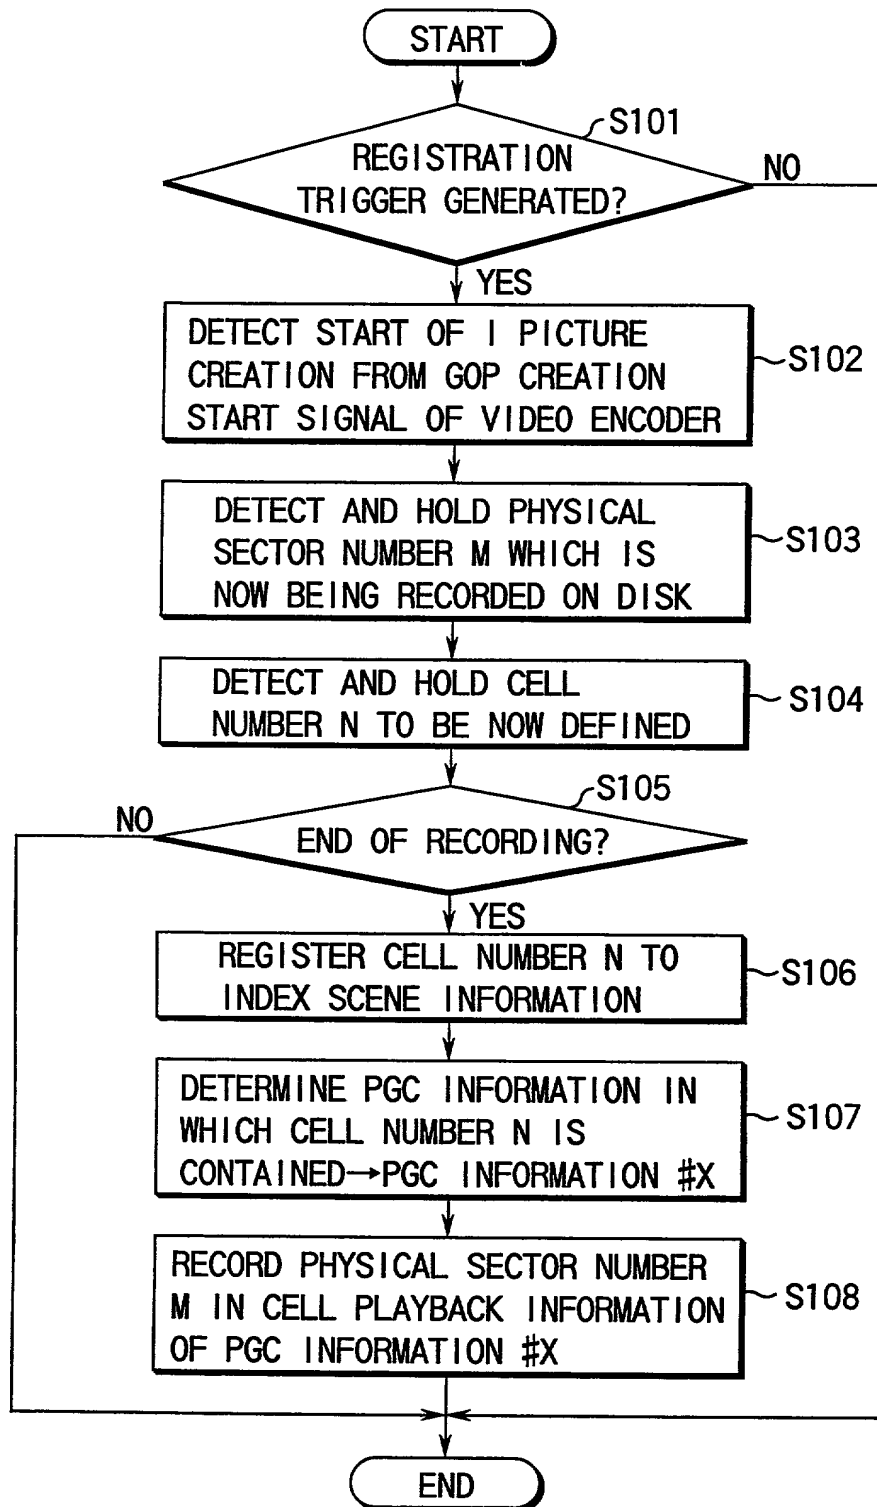 START
S101
REGISTRATION
TRIGGER GENERATED?
NO
YES
DETECT START OF I PICTURE
CREATION FROM GOP CREATION
START SIGNAL OF VIDEO ENCODER
S102
DETECT AND HOLD PHYSICAL
SECTOR NUMBER M WHICH IS
NOW BEING RECORDED ON DISK
S103
DETECT AND HOLD CELL
NUMBER N TO BE NOW DEFINED
S104
S105
NO
END OF RECORDING?
YES
REGISTER CELL NUMBER N TO
INDEX SCENE INFORMATION
S106
DETERMINE PGC INFORMATION IN
WHICH CELL NUMBER N IS
CONTAINED→PGC INFORMATION #X
S107
RECORD PHYSICAL SECTOR NUMBER
M IN CELL PLAYBACK INFORMATION
OF PGC INFORMATION #X
S108
END